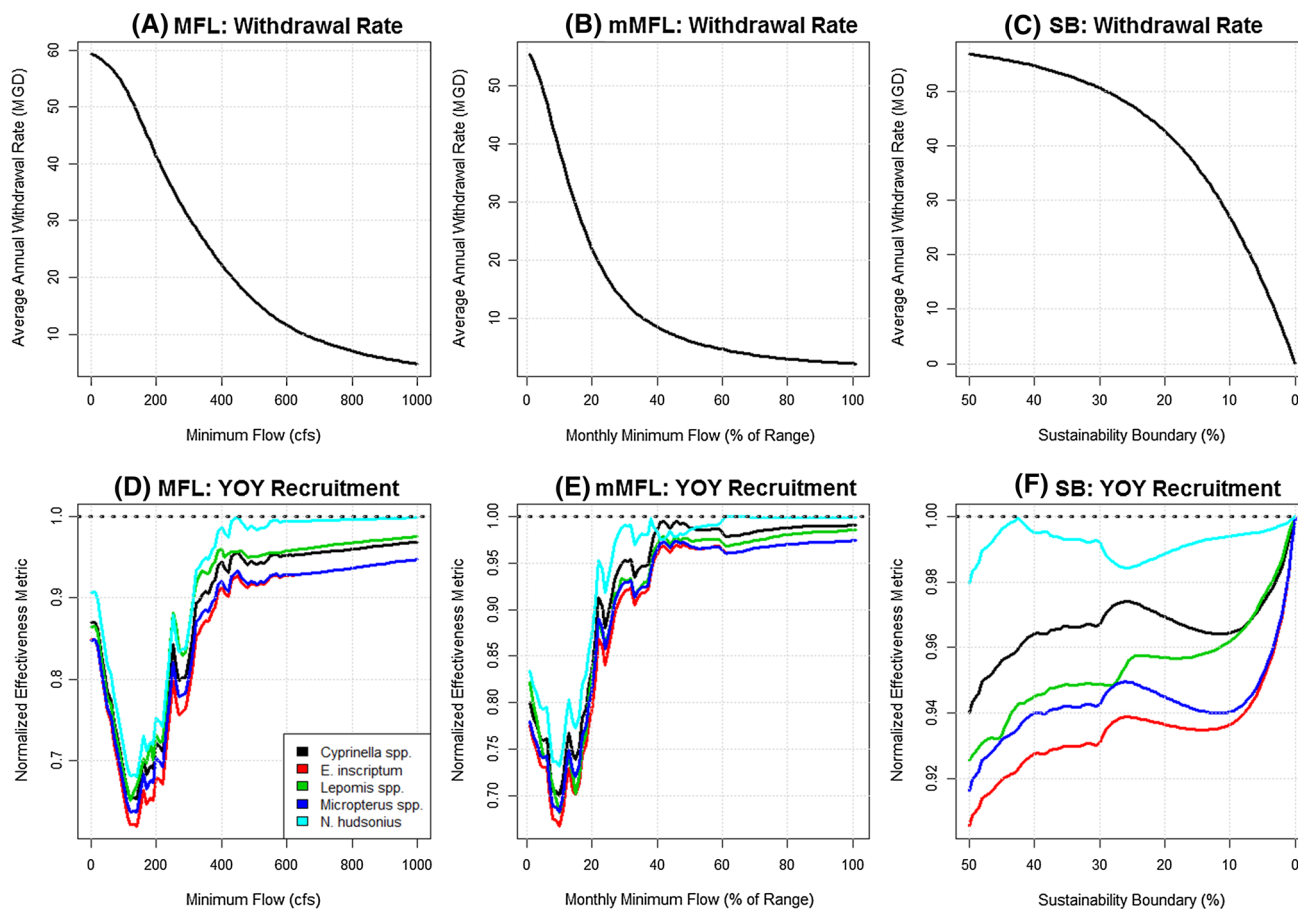 (A) MFL: Withdrawal Rate
Average Annual Withdrawal Rate (MGD)
60
50
40
30
20
10
0 200 400 600 800 1000
Minimum Flow (cfs)
(B) mMFL: Withdrawal Rate
Average Annual Withdrawal Rate (MGD)
50
40
30
20
10
0 20 40 60 80 100
Monthly Minimum Flow (% of Range)
(C) SB: Withdrawal Rate
Average Annual Withdrawal Rate (MGD)
50
40
30
20
10
0
50 40 30 20 10 0
Sustainability Boundary (%)
(D) MFL: YOY Recruitment
Normalized Effectiveness Metric
1.0
0.9
0.8
0.7
Cyprinella spp.
E. inscriptum
Lepomis spp.
Micropterus spp.
N. hudsonius
0 200 400 600 800 1000
Minimum Flow (cfs)
(E) mMFL: YOY Recruitment
Normalized Effectiveness Metric
1.00
0.95
0.90
0.85
0.80
0.75
0.70
0 20 40 60 80 100
Monthly Minimum Flow (% of Range)
(F) SB: YOY Recruitment
Normalized Effectiveness Metric
1.00
0.98
0.96
0.94
0.92
50 40 30 20 10 0
Sustainability Boundary (%)